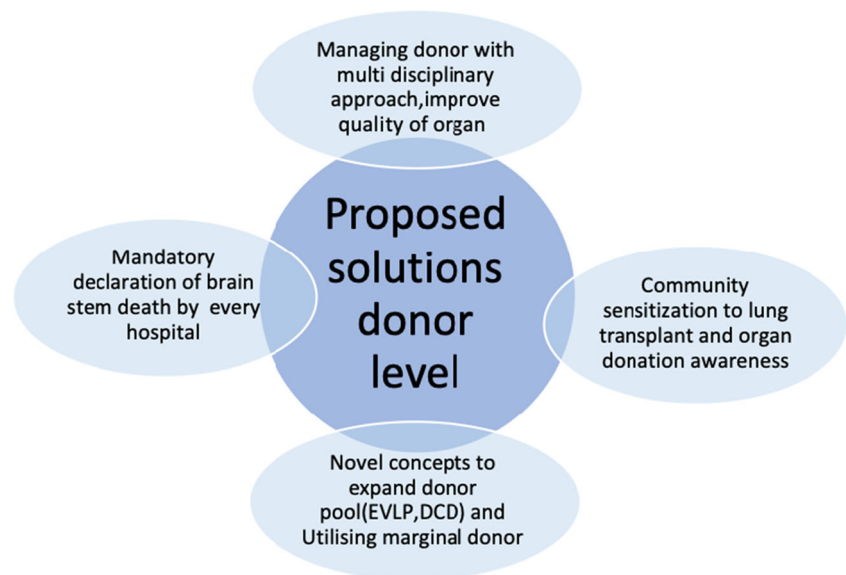 Managing donor with
multi disciplinary
approach,improve
quality of organ
Proposed
solutions
donor
level
Mandatory
declaration of brain
stem death by every
hospital
Community
sensitization to lung
transplant and organ
donation awareness
Novel concepts to
expand donor
pool(EVLP,DCD) and
Utilising marginal donor